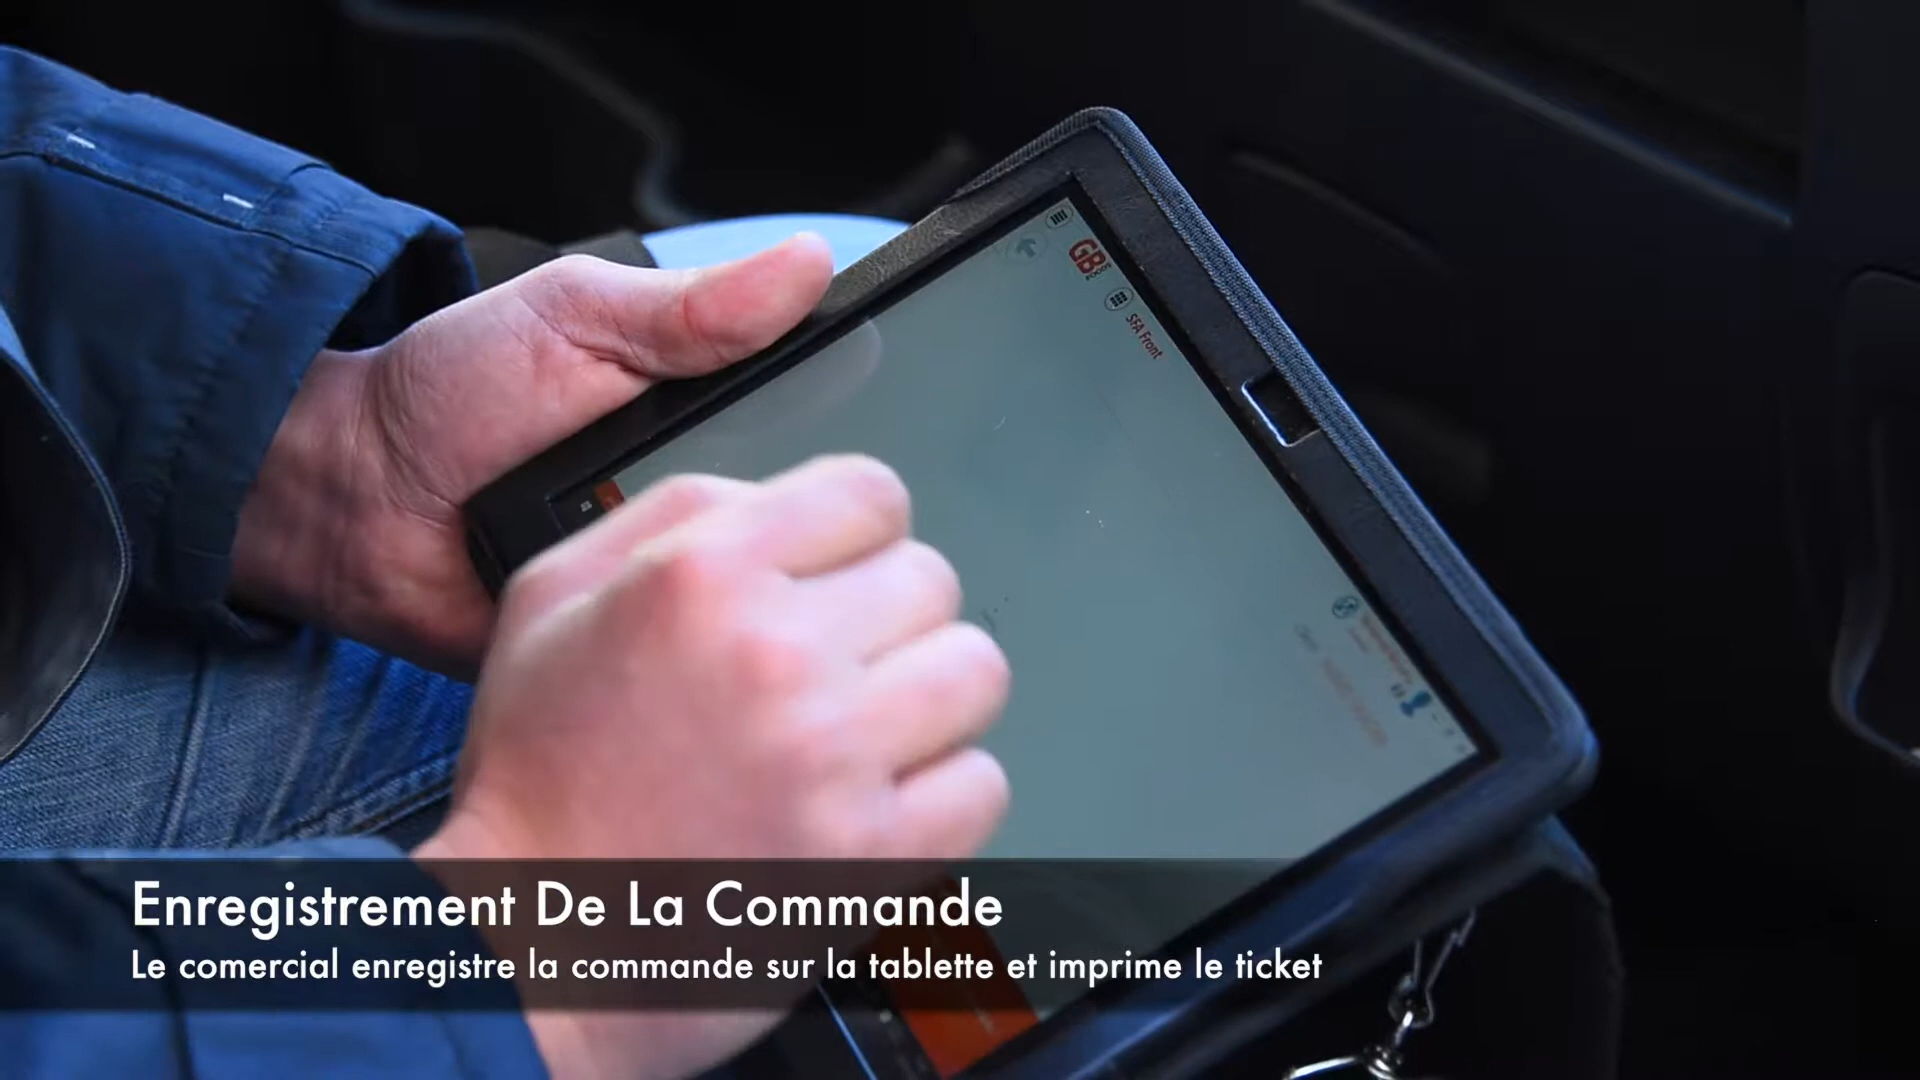 GB
FOODS
SFA Front
Enregistrement De La Commande
Le comercial enregistre la commande sur la tablette et imprime le ticket